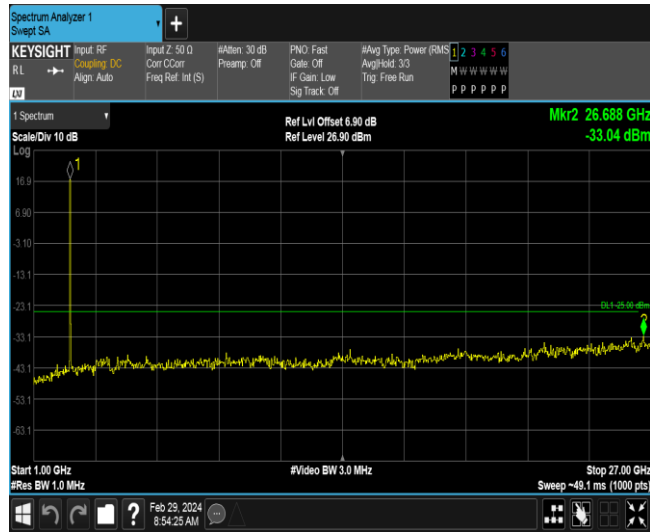 Spectrum Analyzer 1
Swept SA
KEYSIGHT Input: RF Input Z: 50 Ω #Atten: 30 dB PNO: Fast #Avg Type: Power (RMS 1 2 3 4 5 6
RL Coupling: DC Corr CCorr Preamp: Off Gate: Off Avg|Hold: 3/3 M W W W W W
Align: Auto Freq Ref: Int (S) IF Gain: Low Trig: Free Run
Sig Track: Off P P P P P P
LXI
1 Spectrum Ref Lvl Offset 6.90 dB Mkr2 26.688 GHz
Scale/Div 10 dB Ref Level 26.90 dBm -33.04 dBm
Log
1
16.9
6.90
-3.10
-13.1
-23.1
DL1 -25.00 dBm
2
-33.1
-43.1
-53.1
-63.1
Start 1.00 GHz #Video BW 3.0 MHz Stop 27.00 GHz
#Res BW 1.0 MHz Sweep ~49.1 ms (1000 pts)
? Feb 29, 2024
8:54:25 AM